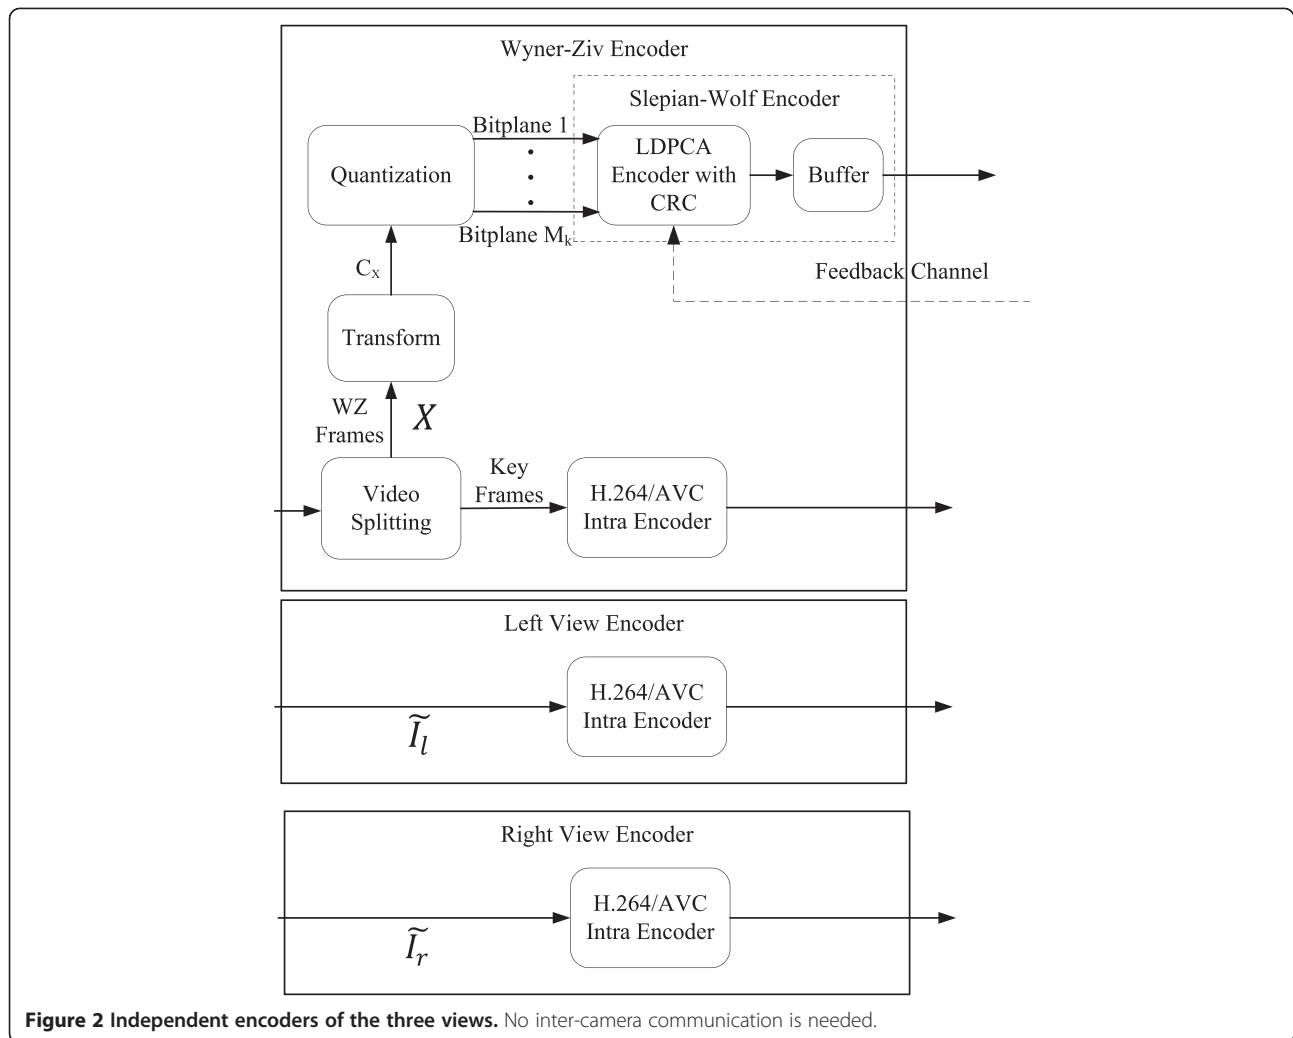 Wyner-Ziv Encoder
Slepian-Wolf Encoder
Bitplane 1
Quantization
LDPCA
Encoder with
CRC
Buffer
Bitplane Mk
Cx
Feedback Channel
Transform
WZ
Frames
X
Key
Frames
Video
Splitting
H.264/AVC
Intra Encoder
Left View Encoder
H.264/AVC
Intra Encoder
Ĩl
Right View Encoder
H.264/AVC
Intra Encoder
Ĩr
Figure 2 Independent encoders of the three views. No inter-camera communication is needed.